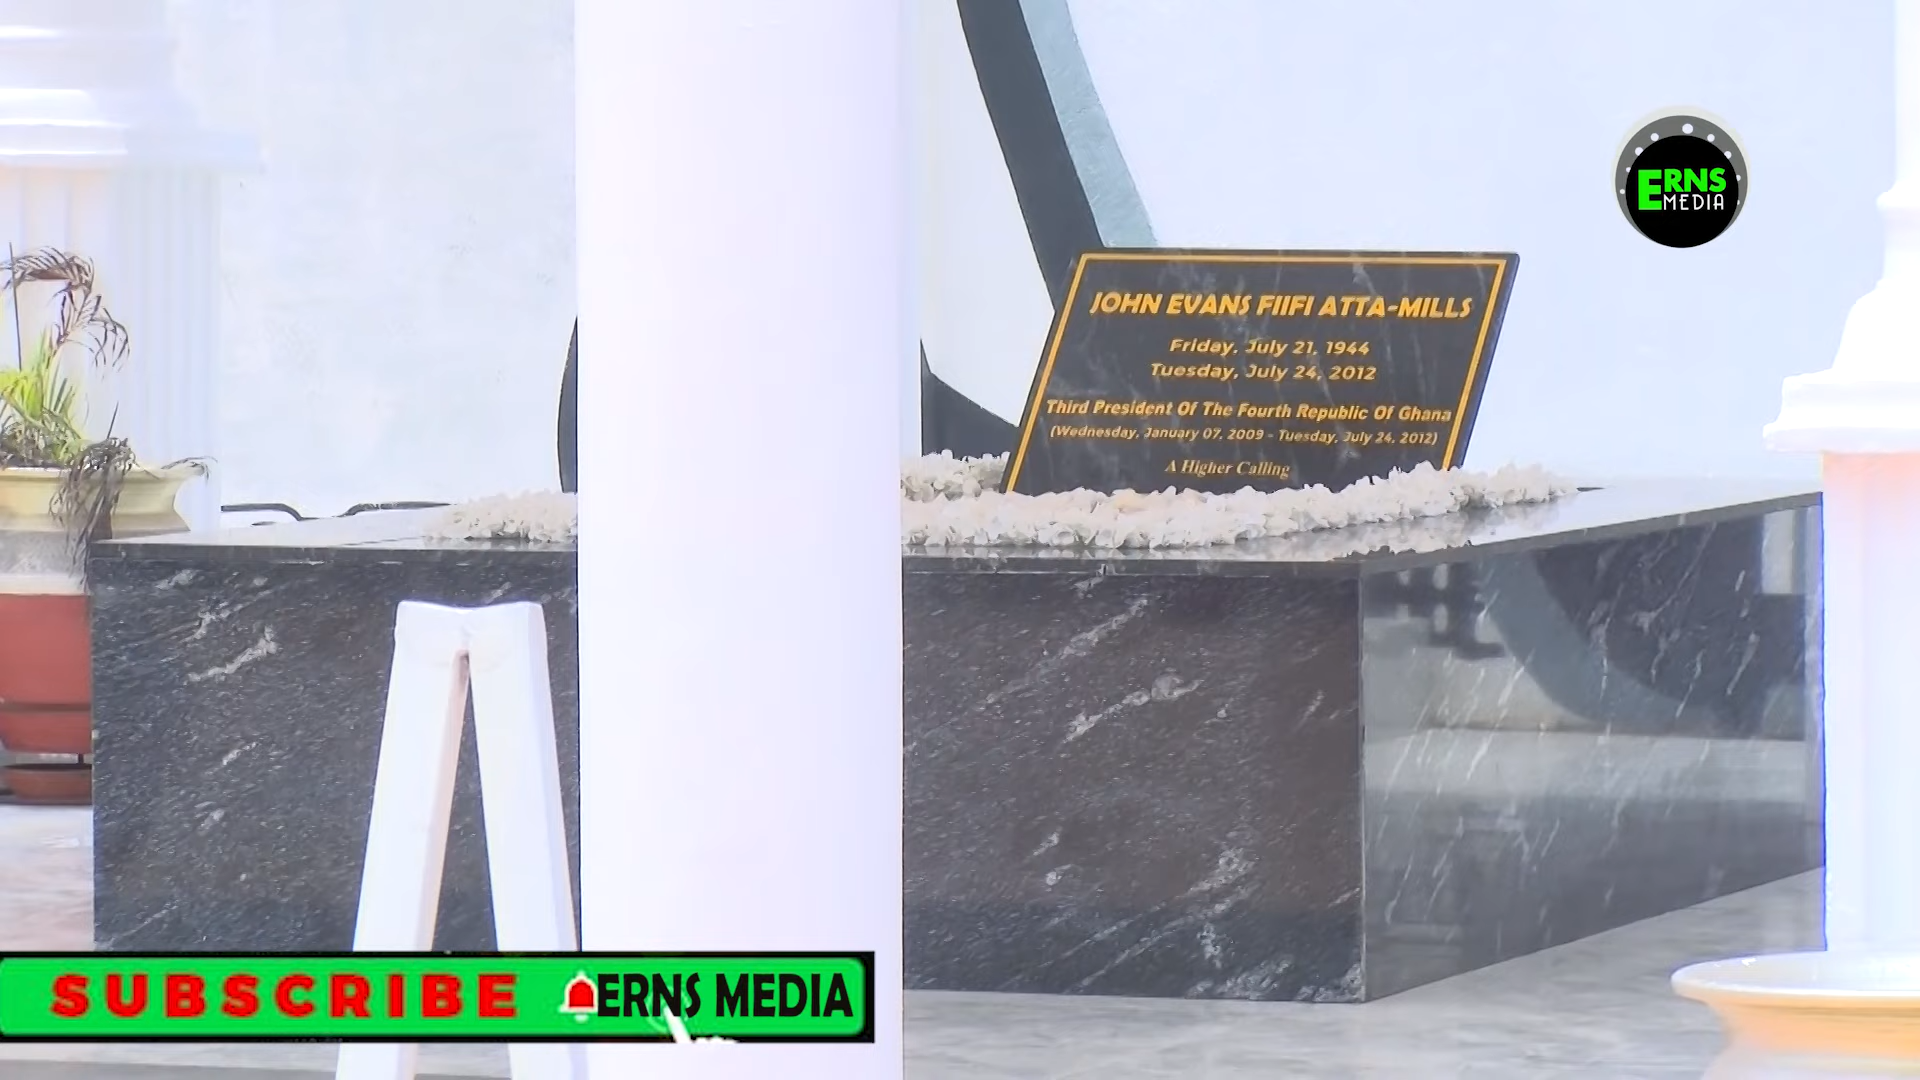 ERNS
MEDIA
JOHN EVANS FIIFI ATTA-MILLS
Friday, July 21, 1944
Tuesday, July 24, 2012
Third President Of The Fourth Republic Of Ghana
(Wednesday, January 07, 2009 - Tuesday, July 24, 2012)
A Higher Calling
SUBSCRIBE ERNS MEDIA